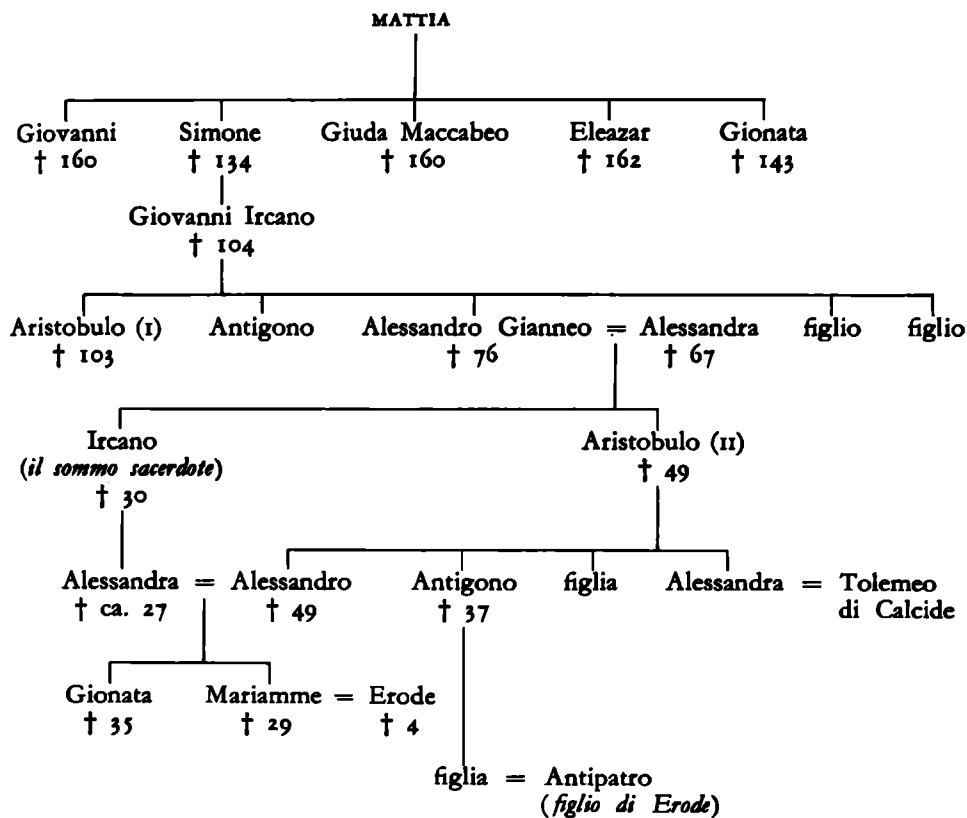 MATTIA
Giovanni Simone Giuda Maccabeo Eleazar Gionata
† 160 † 134 † 160 † 162 † 143
Giovanni Ircano
† 104
Aristobulo (I) Antigono Alessandro Gianneo = Alessandra figlio figlio
† 103 † 76 † 67
Ircano Aristobulo (II)
(il sommo sacerdote) † 49
† 30
Alessandra = Alessandro Antigono figlia Alessandra = Tolemeo
† ca. 27 † 49 † 37 di Calcide
Gionata Mariamme = Erode
† 35 † 29 † 4
figlia = Antipatro
(figlio di Erode)